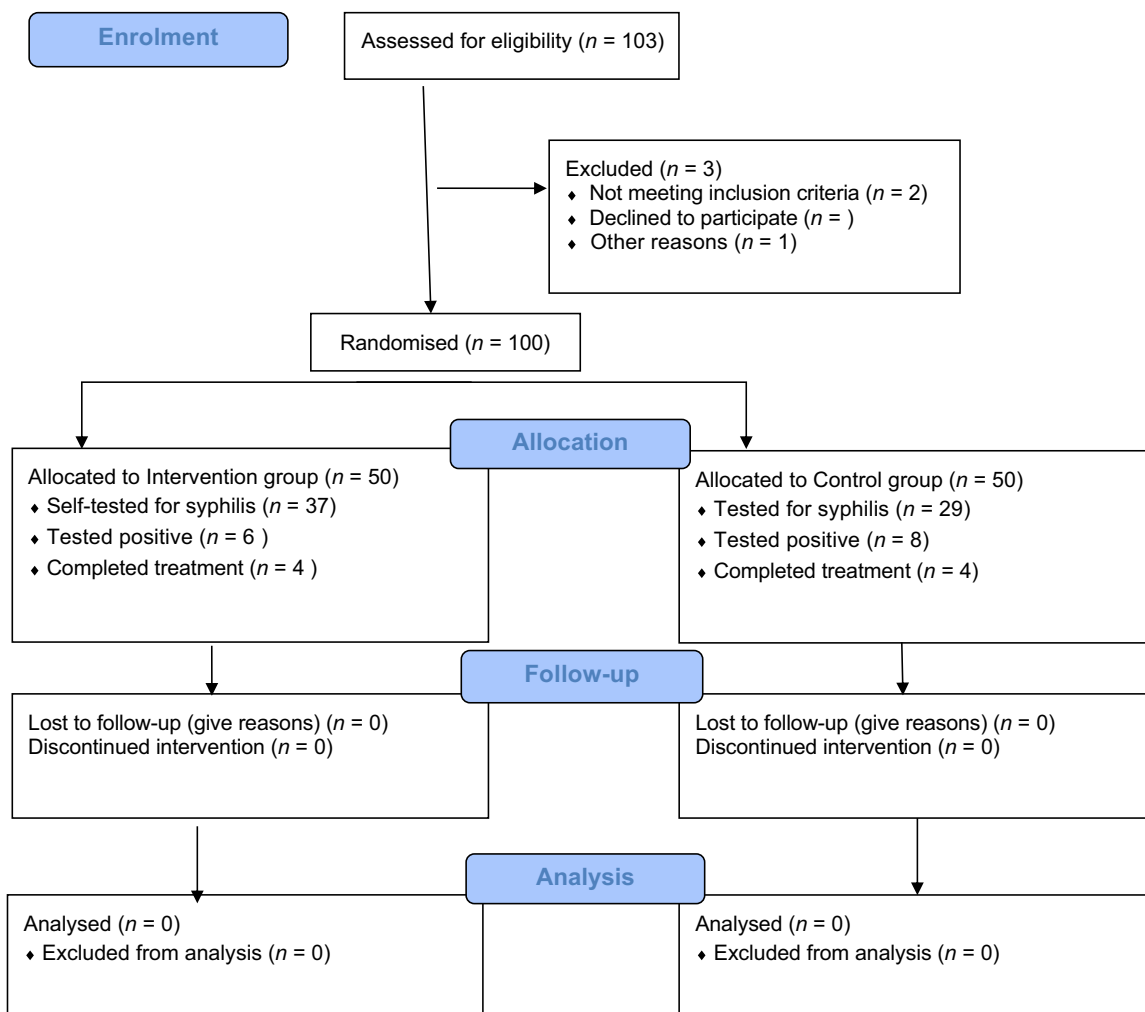 Enrolment
Assessed for eligibility (n = 103)
Excluded (n = 3)
♦ Not meeting inclusion criteria (n = 2)
♦ Declined to participate (n = )
♦ Other reasons (n = 1)
Randomised (n = 100)
Allocation
Allocated to Intervention group (n = 50)
♦ Self-tested for syphilis (n = 37)
♦ Tested positive (n = 6 )
♦ Completed treatment (n = 4 )
Allocated to Control group (n = 50)
♦ Tested for syphilis (n = 29)
♦ Tested positive (n = 8)
♦ Completed treatment (n = 4)
Follow-up
Lost to follow-up (give reasons) (n = 0)
Discontinued intervention (n = 0)
Lost to follow-up (give reasons) (n = 0)
Discontinued intervention (n = 0)
Analysis
Analysed (n = 0)
♦ Excluded from analysis (n = 0)
Analysed (n = 0)
♦ Excluded from analysis (n = 0)